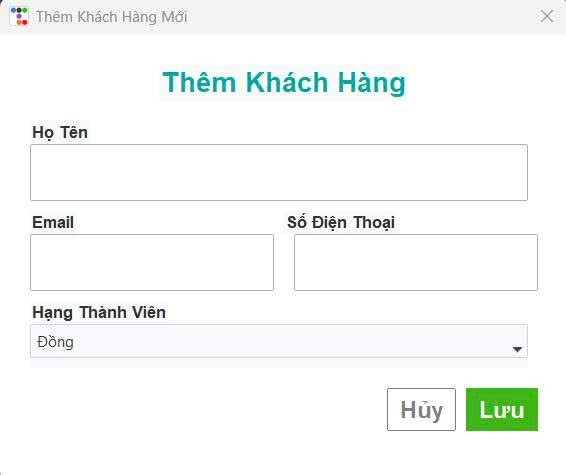 Thêm Khách Hàng Mới
Thêm Khách Hàng
Họ Tên
Email Số Điện Thoại
Hạng Thành Viên
Đồng
Hủy Lưu